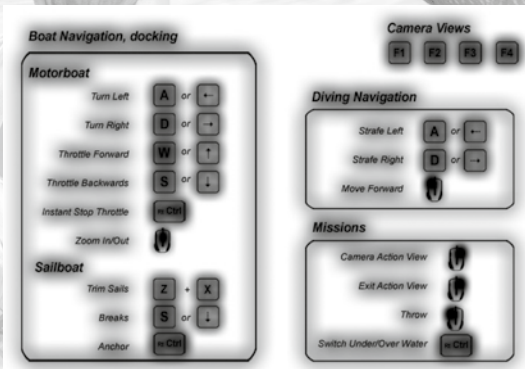 Boat Navigation, docking
Motorboat
Turn Left A or ←
Turn Right D or →
Throttle Forward W or ↑
Throttle Backwards S or ↓
Instant Stop Throttle Ctrl
Zoom In/Out
Sailboat
Trim Sails Z + X
Breaks S or ↓
Anchor Ctrl
Camera Views
F1 F2 F3 F4
Diving Navigation
Strafe Left A or ←
Strafe Right D or →
Move Forward
Missions
Camera Action View
Exit Action View
Throw
Switch Under/Over Water Ctrl